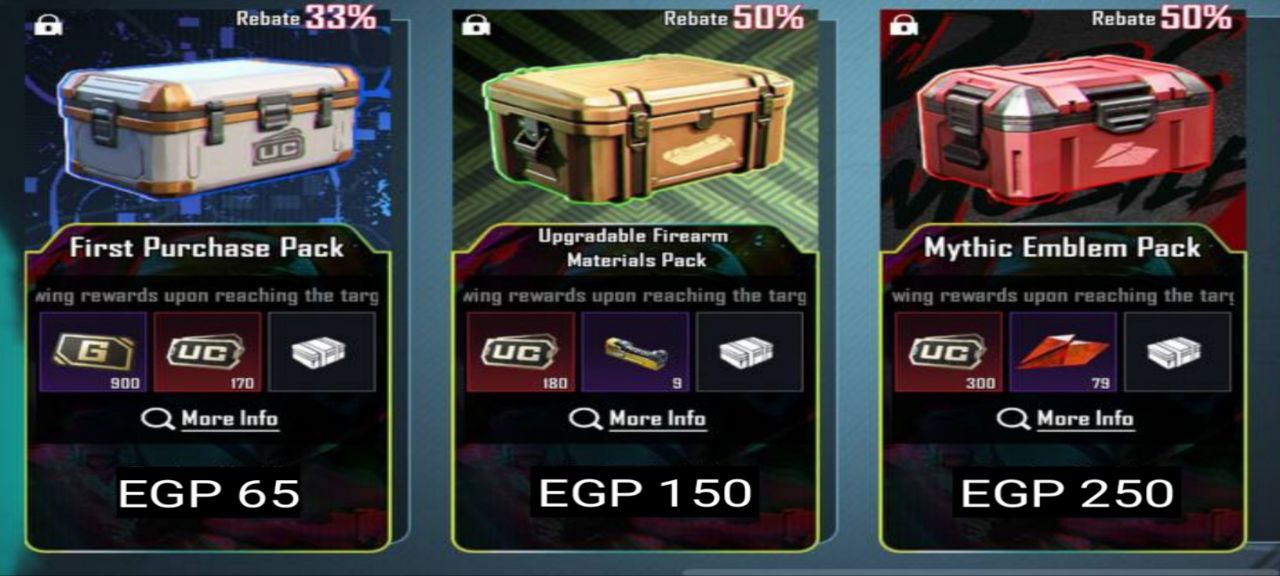 Rebate 33%
UC
First Purchase Pack
wing rewards upon reaching the targ
G
900
UC
170
More Info
EGP 65
Rebate 50%
Upgradable Firearm
Materials Pack
wing rewards upon reaching the targ
UC
180
9
More Info
EGP 150
Rebate 50%
Mythic Emblem Pack
wing rewards upon reaching the targ
UC
300
79
More Info
EGP 250